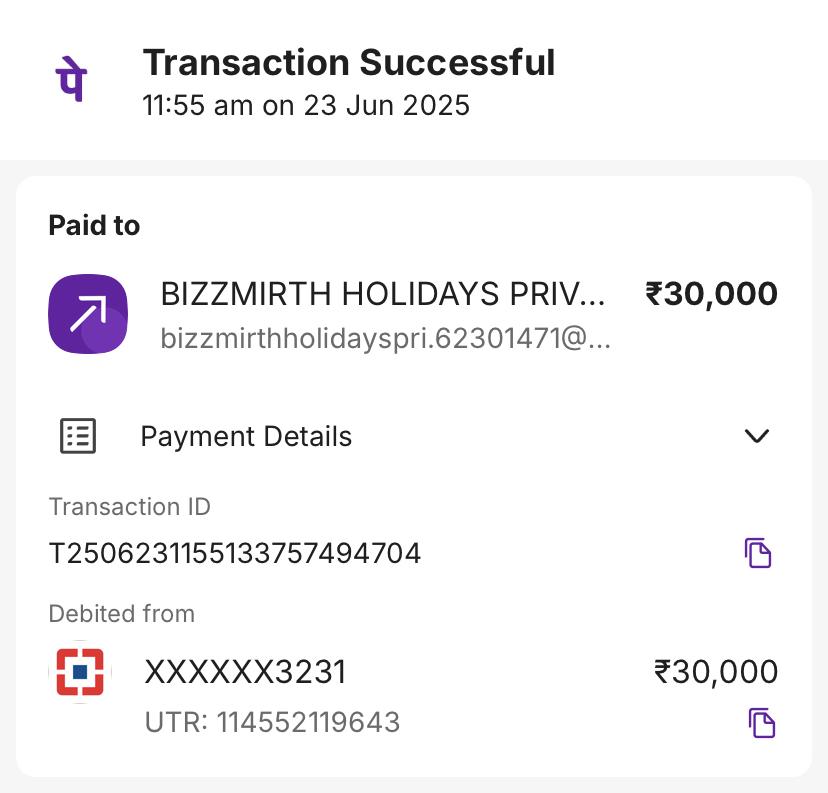 पे
Transaction Successful
11:55 am on 23 Jun 2025
Paid to
BIZZMIRTH HOLIDAYS PRIV... ₹30,000
bizzmirthholidayspri.62301471@...
Payment Details
Transaction ID
T2506231155133757494704
Debited from
XXXXXX3231 ₹30,000
UTR: 114552119643